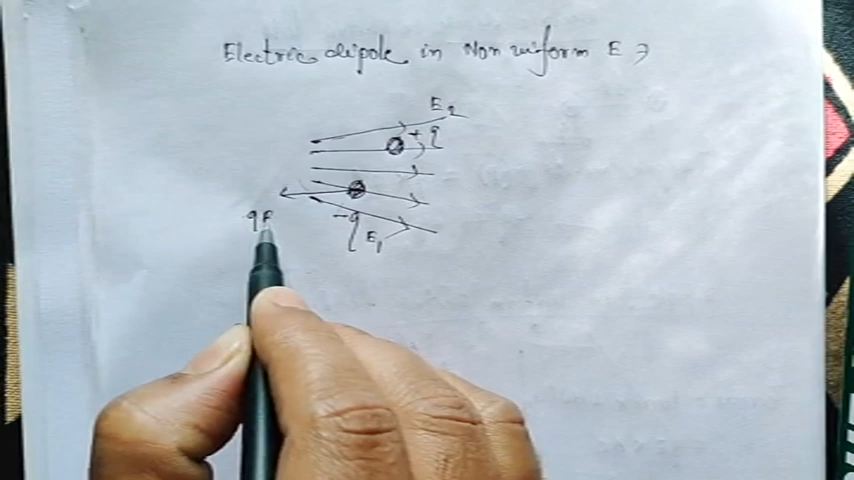 Electric dipole in Non uniform E →
E2
+q
-q
qE
E1